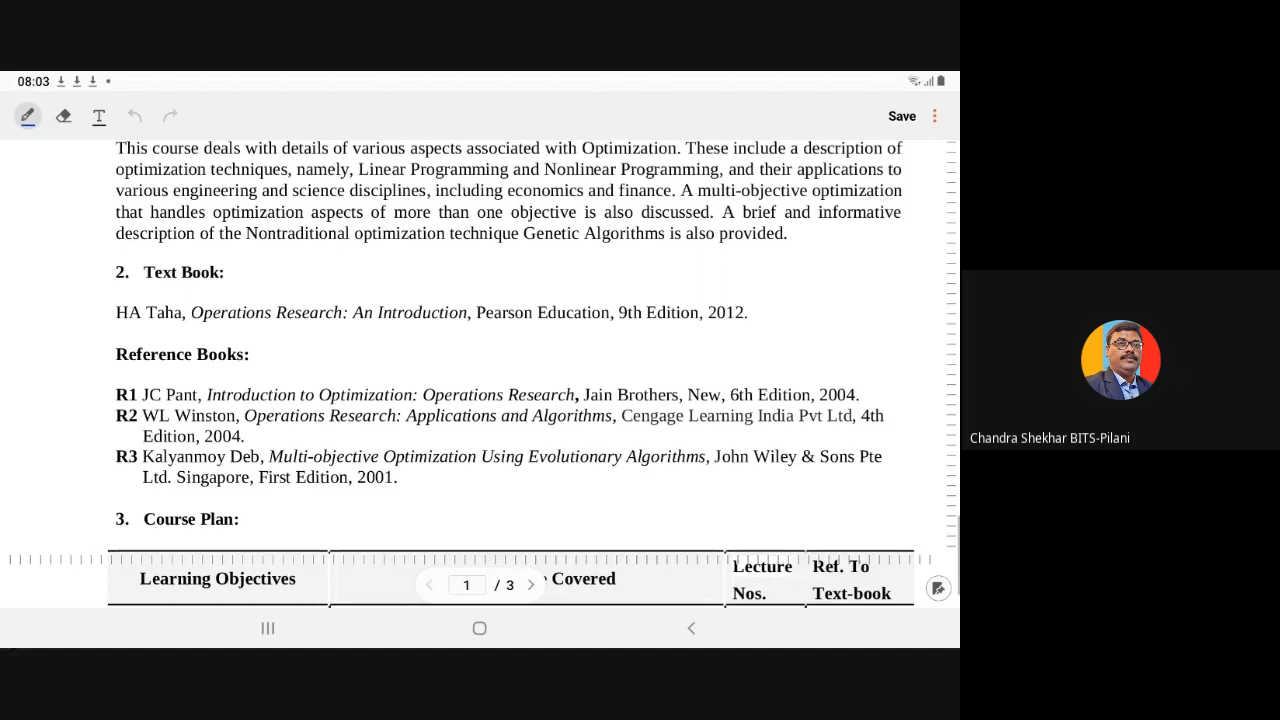 08:03
Save
This course deals with details of various aspects associated with Optimization. These include a description of
optimization techniques, namely, Linear Programming and Nonlinear Programming, and their applications to
various engineering and science disciplines, including economics and finance. A multi-objective optimization
that handles optimization aspects of more than one objective is also discussed. A brief and informative
description of the Nontraditional optimization technique Genetic Algorithms is also provided.
2. Text Book:
HA Taha, Operations Research: An Introduction, Pearson Education, 9th Edition, 2012.
Reference Books:
R1 JC Pant, Introduction to Optimization: Operations Research, Jain Brothers, New, 6th Edition, 2004.
R2 WL Winston, Operations Research: Applications and Algorithms, Cengage Learning India Pvt Ltd, 4th
Edition, 2004.
R3 Kalyanmoy Deb, Multi-objective Optimization Using Evolutionary Algorithms, John Wiley & Sons Pte
Ltd. Singapore, First Edition, 2001.
3. Course Plan:
Learning Objectives
Covered
Lecture Nos.
Ref. To Text-book
1 / 3
Chandra Shekhar BITS-Pilani